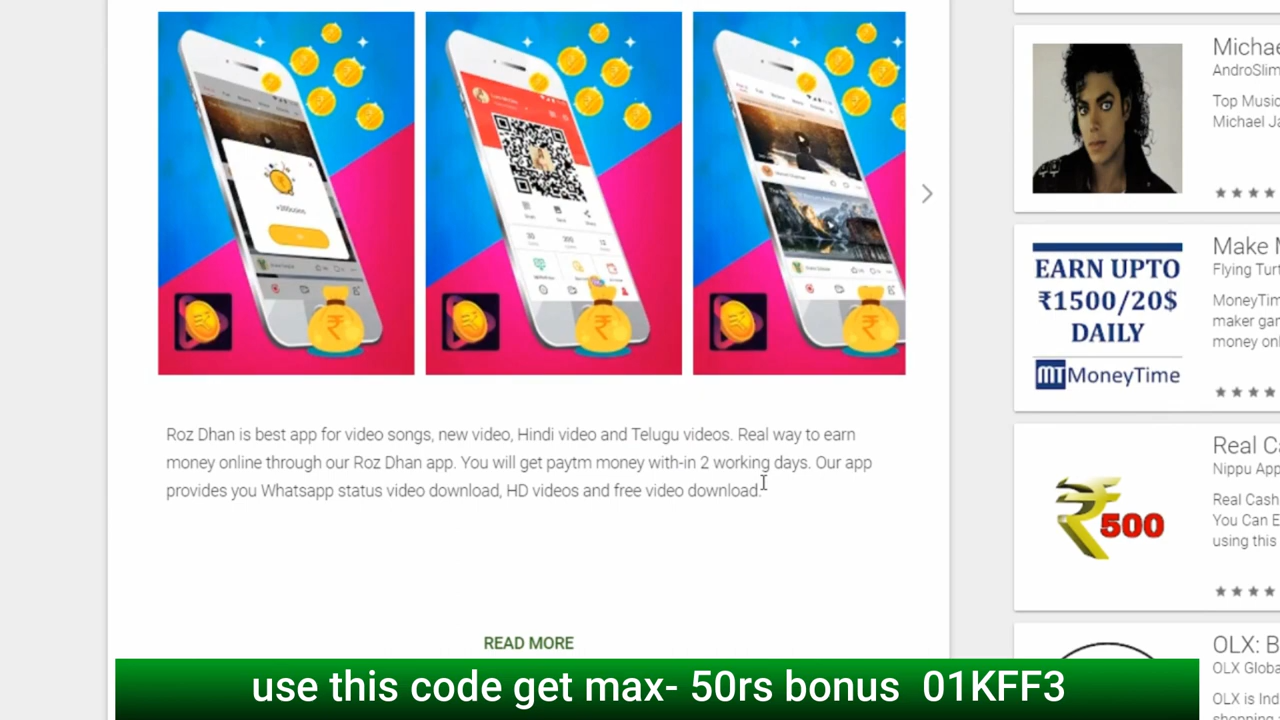 Roz Dhan is best app for video songs, new video, Hindi video and Telugu videos. Real way to earn
money online through our Roz Dhan app. You will get paytm money with-in 2 working days. Our app
provides you Whatsapp status video download, HD videos and free video download.
READ MORE
Michae
AndroSlim
Top Music
Michael Ja
EARN UPTO
₹1500/20$
DAILY
MT MoneyTime
Make M
Flying Turt
MoneyTim
maker gam
money onl
₹500
Real Ca
Nippu App
Real Cash
You Can E
using this
OLX: B
OLX Globa
OLX is Ind
use this code get max- 50rs bonus 01KFF3